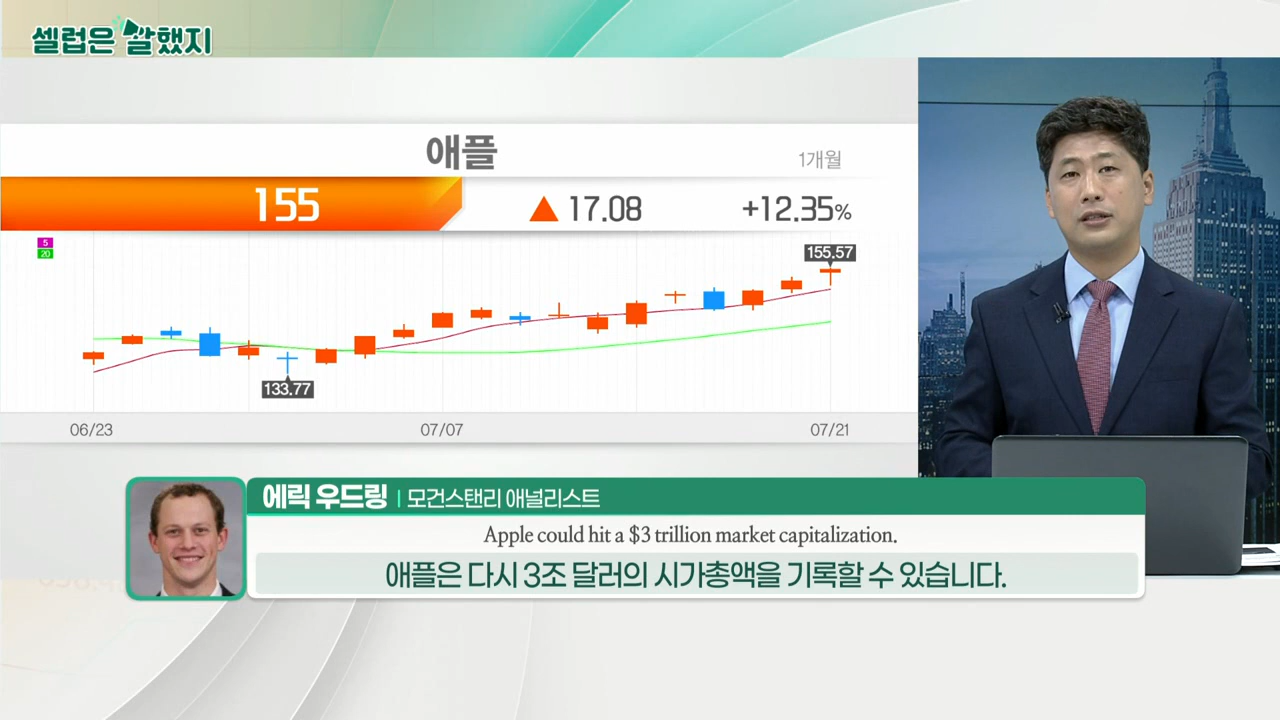 셀럽은 말했지
애플
1개월
155 ▲ 17.08 +12.35%
5
20
155.57
133.77
06/23 07/07 07/21
에릭 우드링 | 모건스탠리 애널리스트
Apple could hit a $3 trillion market capitalization.
애플은 다시 3조 달러의 시가총액을 기록할 수 있습니다.